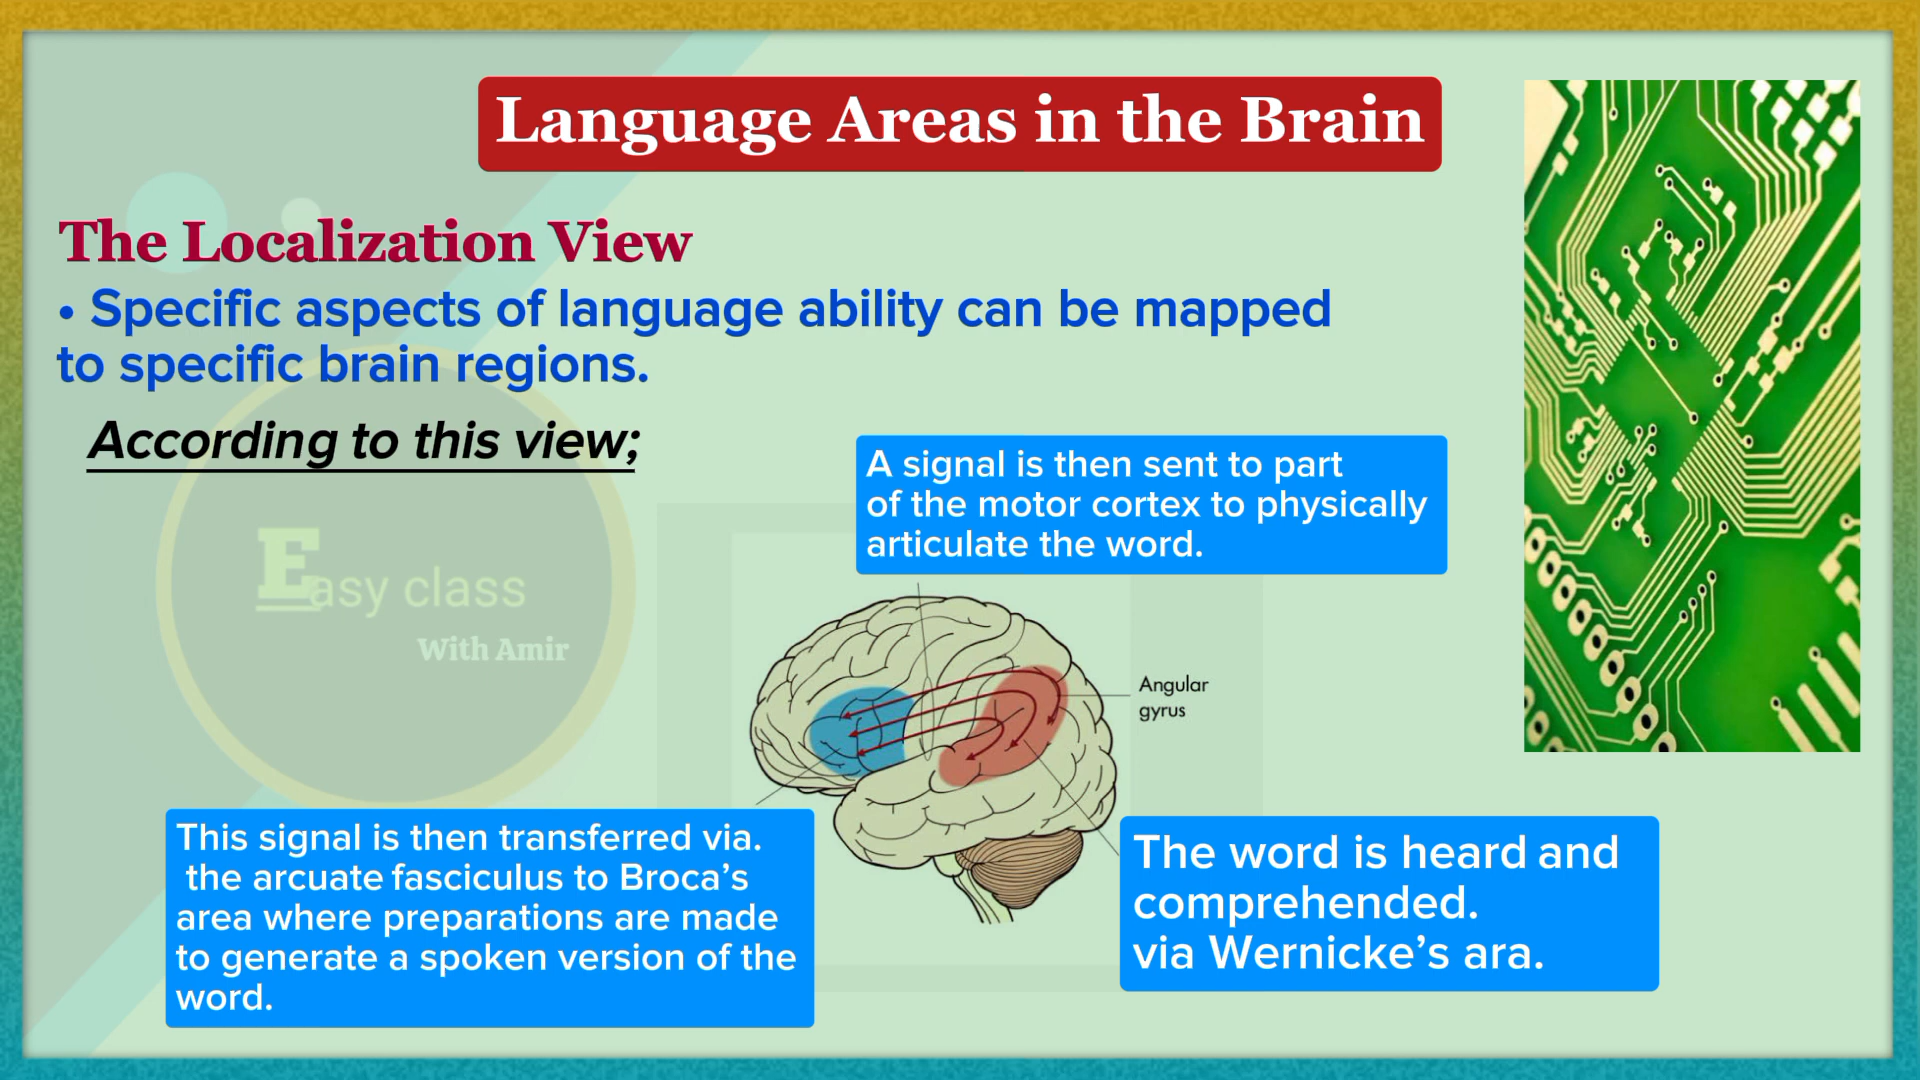 Language Areas in the Brain
The Localization View
• Specific aspects of language ability can be mapped
to specific brain regions.
According to this view;
A signal is then sent to part
of the motor cortex to physically
articulate the word.
Easy class
With Amir
Angular
gyrus
This signal is then transferred via.
the arcuate fasciculus to Broca’s
area where preparations are made
to generate a spoken version of the
word.
The word is heard and
comprehended.
via Wernicke’s ara.